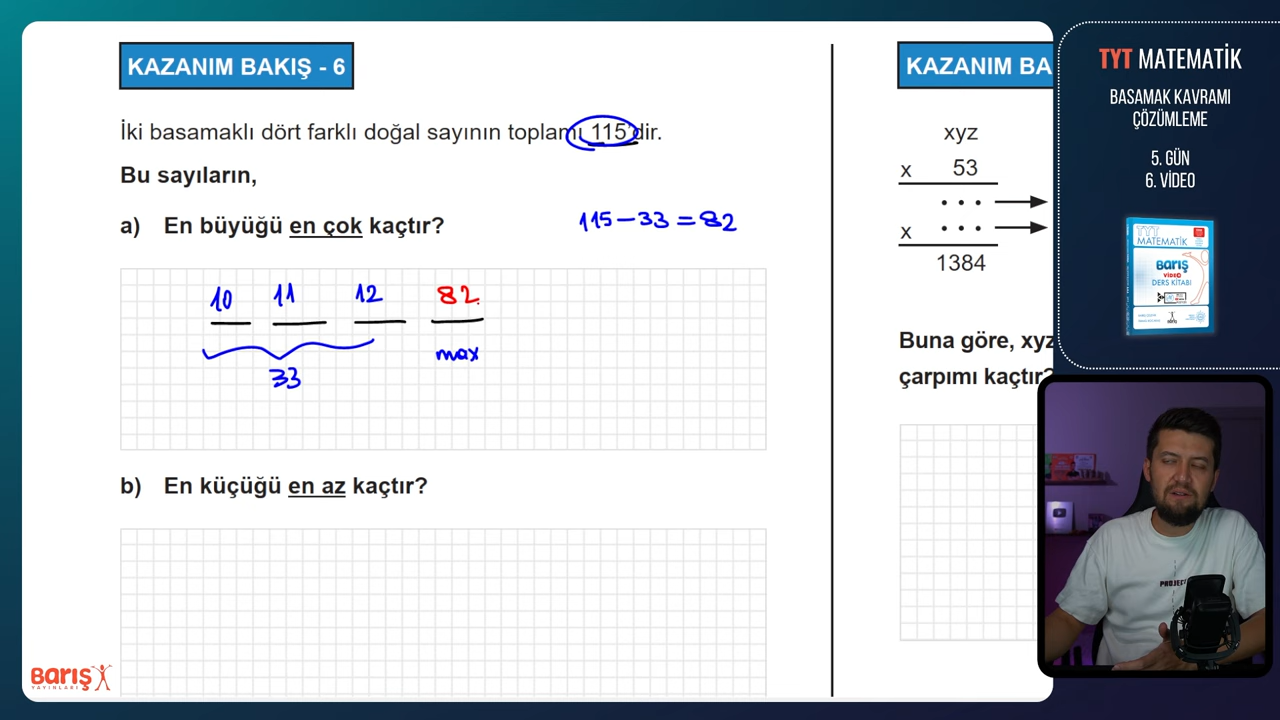 KAZANIM BAKIŞ - 6
İki basamaklı dört farklı doğal sayının toplamı 115'dir.
Bu sayıların,
a) En büyüğü en çok kaçtır?
115-33=82
10 11 12 82
33
max
b) En küçüğü en az kaçtır?
BARIŞ
YAYINLARI
KAZANIM BA
xyz
x 53
• • •
x • • •
1384
Buna göre, xyz
çarpımı kaçtır?
TYT MATEMATİK
BASAMAK KAVRAMI
ÇÖZÜMLEME
5. GÜN
6. VİDEO
TYT
MATEMATİK
BARIŞ
VİDEO
DERS KİTABI
PROJEC